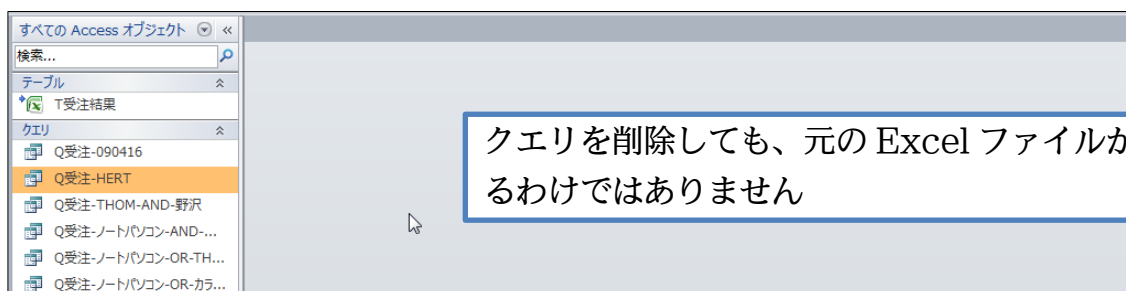 すべての Access オブジェクト
検索...
テーブル
T受注結果
クエリ
Q受注-090416
Q受注-HERT
Q受注-THOM-AND-野沢
Q受注-ノートパソコン-AND-...
Q受注-ノートパソコン-OR-TH...
Q受注-ノートパソコン-OR-カラ...
クエリを削除しても、元の Excel ファイルが
るわけではありません